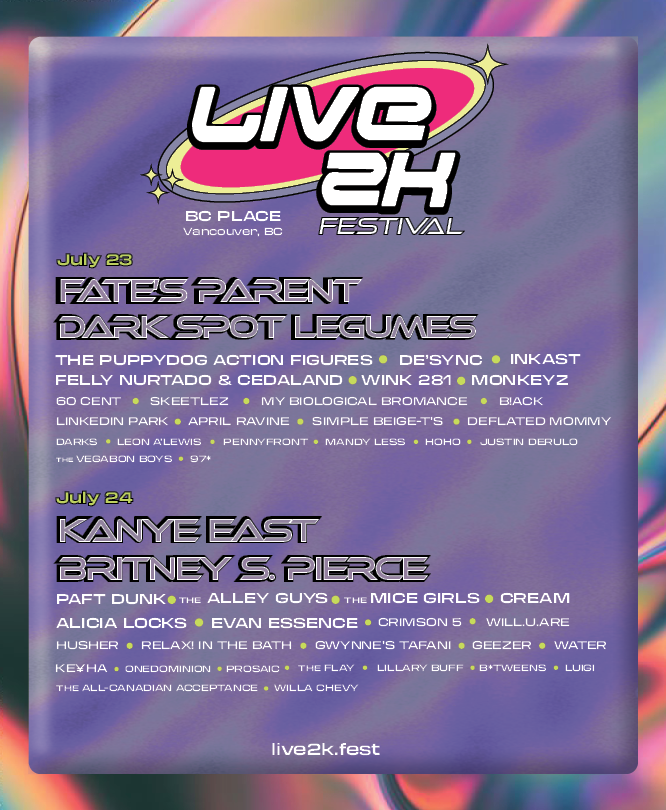 LIVE
2K
FESTIVAL
BC PLACE
Vancouver, BC
July 23
FATE'S PARENT
DARK SPOT LEGUMES
THE PUPPYDOG ACTION FIGURES • DE'SYNC • INKAST
FELLY NURTADO & CEDALAND • WINK 281 • MONKEYZ
60 CENT • SKEETLEZ • MY BIOLOGICAL BROMANCE • B!ACK
LINKEDIN PARK • APRIL RAVINE • SIMPLE BEIGE-T'S • DEFLATED MOMMY
DARKS • LEON A'LEWIS • PENNYFRONT • MANDY LESS • HOHO • JUSTIN DERULO
THE VEGABON BOYS • 97*
July 24
KANYE EAST
BRITNEY S. PIERCE
PAFT DUNK • THE ALLEY GUYS • THE MICE GIRLS • CREAM
ALICIA LOCKS • EVAN ESSENCE • CRIMSON 5 • WILL.U.ARE
HUSHER • RELAX! IN THE BATH • GWYNNE'S TAFANI • GEEZER • WATER
KE¥HA • ONEDOMINION • PROSAIC • THE FLAY • LILLARY BUFF • B*TWEENS • LUIGI
THE ALL-CANADIAN ACCEPTANCE • WILLA CHEVY
live2k.fest